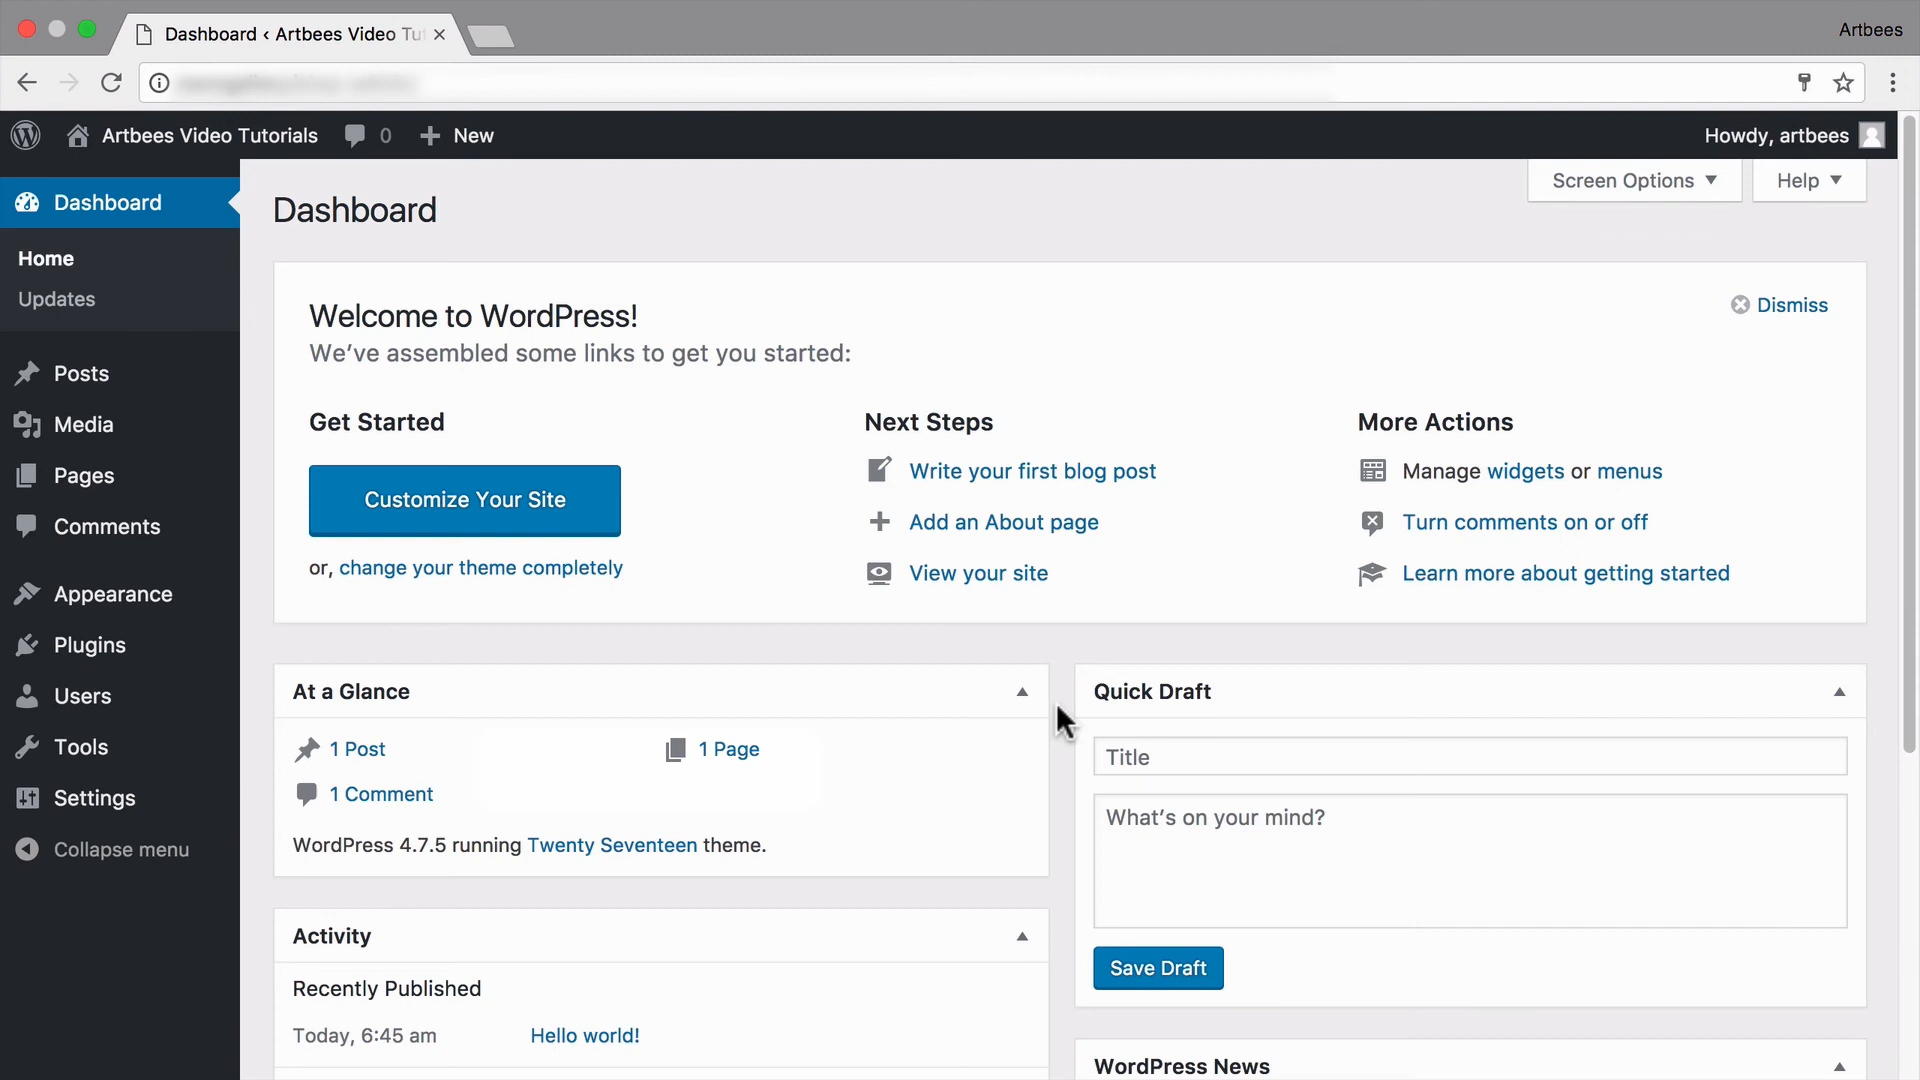 Dashboard ‹ Artbees Video Tu
Artbees
Artbees Video Tutorials
0
New
Howdy, artbees
Dashboard
Home
Updates
Posts
Media
Pages
Comments
Appearance
Plugins
Users
Tools
Settings
Collapse menu
Screen Options
Help
Dashboard
Welcome to WordPress!
We’ve assembled some links to get you started:
Dismiss
Get Started
Customize Your Site
or, change your theme completely
Next Steps
Write your first blog post
Add an About page
View your site
More Actions
Manage widgets or menus
Turn comments on or off
Learn more about getting started
At a Glance
1 Post
1 Page
1 Comment
WordPress 4.7.5 running Twenty Seventeen theme.
Activity
Recently Published
Today, 6:45 am
Hello world!
Quick Draft
Title
What’s on your mind?
Save Draft
WordPress News